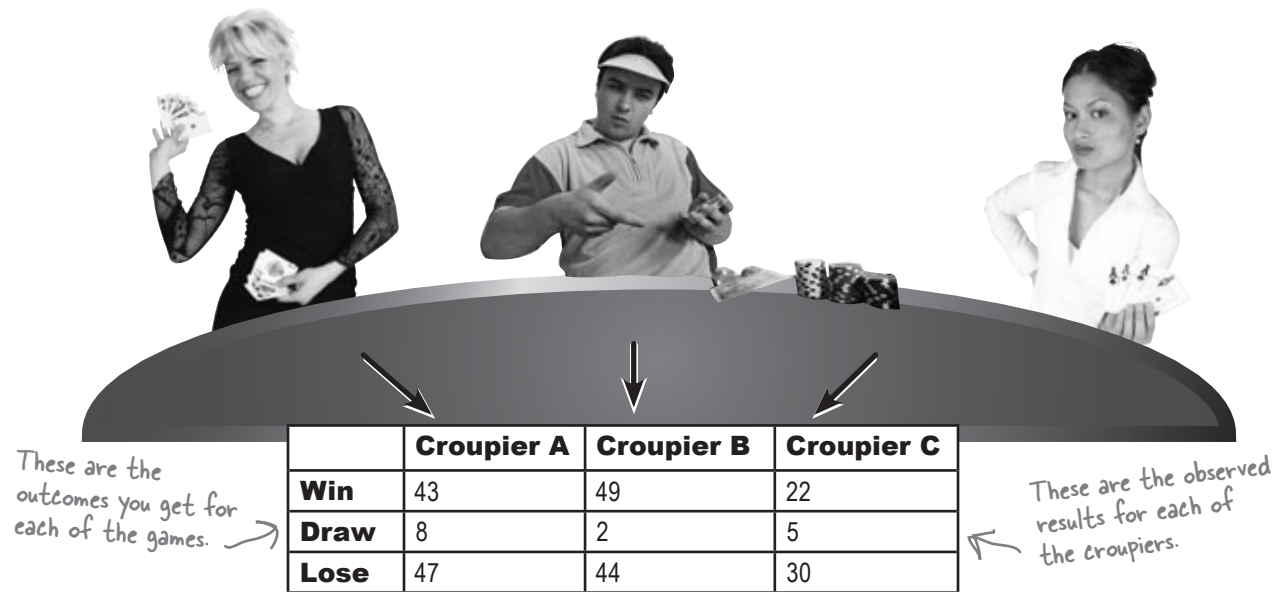 Croupier A Croupier B Croupier C
Win 43 49 22
Draw 8 2 5
Lose 47 44 30
These are the
outcomes you get for
each of the games.
These are the observed
results for each of
the croupiers.